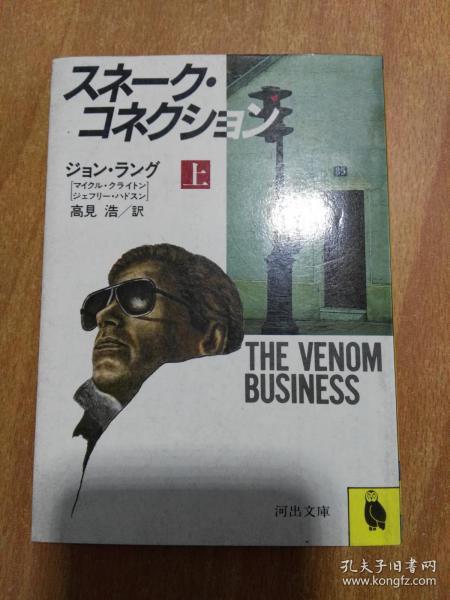 スネーク・
コネクション
ジョン・ラング
上
[マイクル・クライトン
ジェフリー・ハドスン]
高見 浩／訳
95
THE VENOM
BUSINESS
河出文庫
孔夫子旧书网
www.kongfz.com